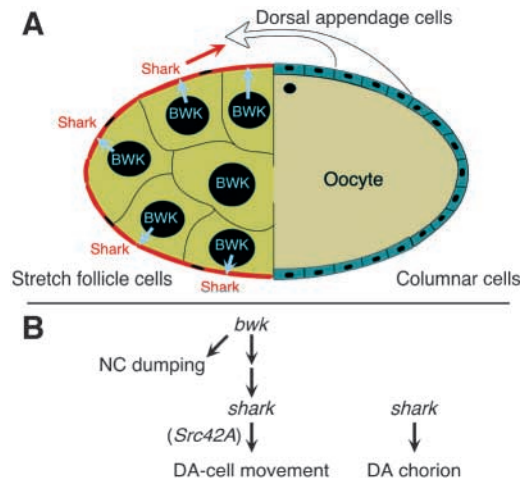 A
Dorsal appendage cells
Shark
Shark
BWK
BWK
BWK
BWK
Oocyte
BWK
BWK
Shark
Stretch follicle cells
Shark
Columnar cells
B
bwk
NC dumping
shark
shark
(Src42A)
DA-cell movement
DA chorion